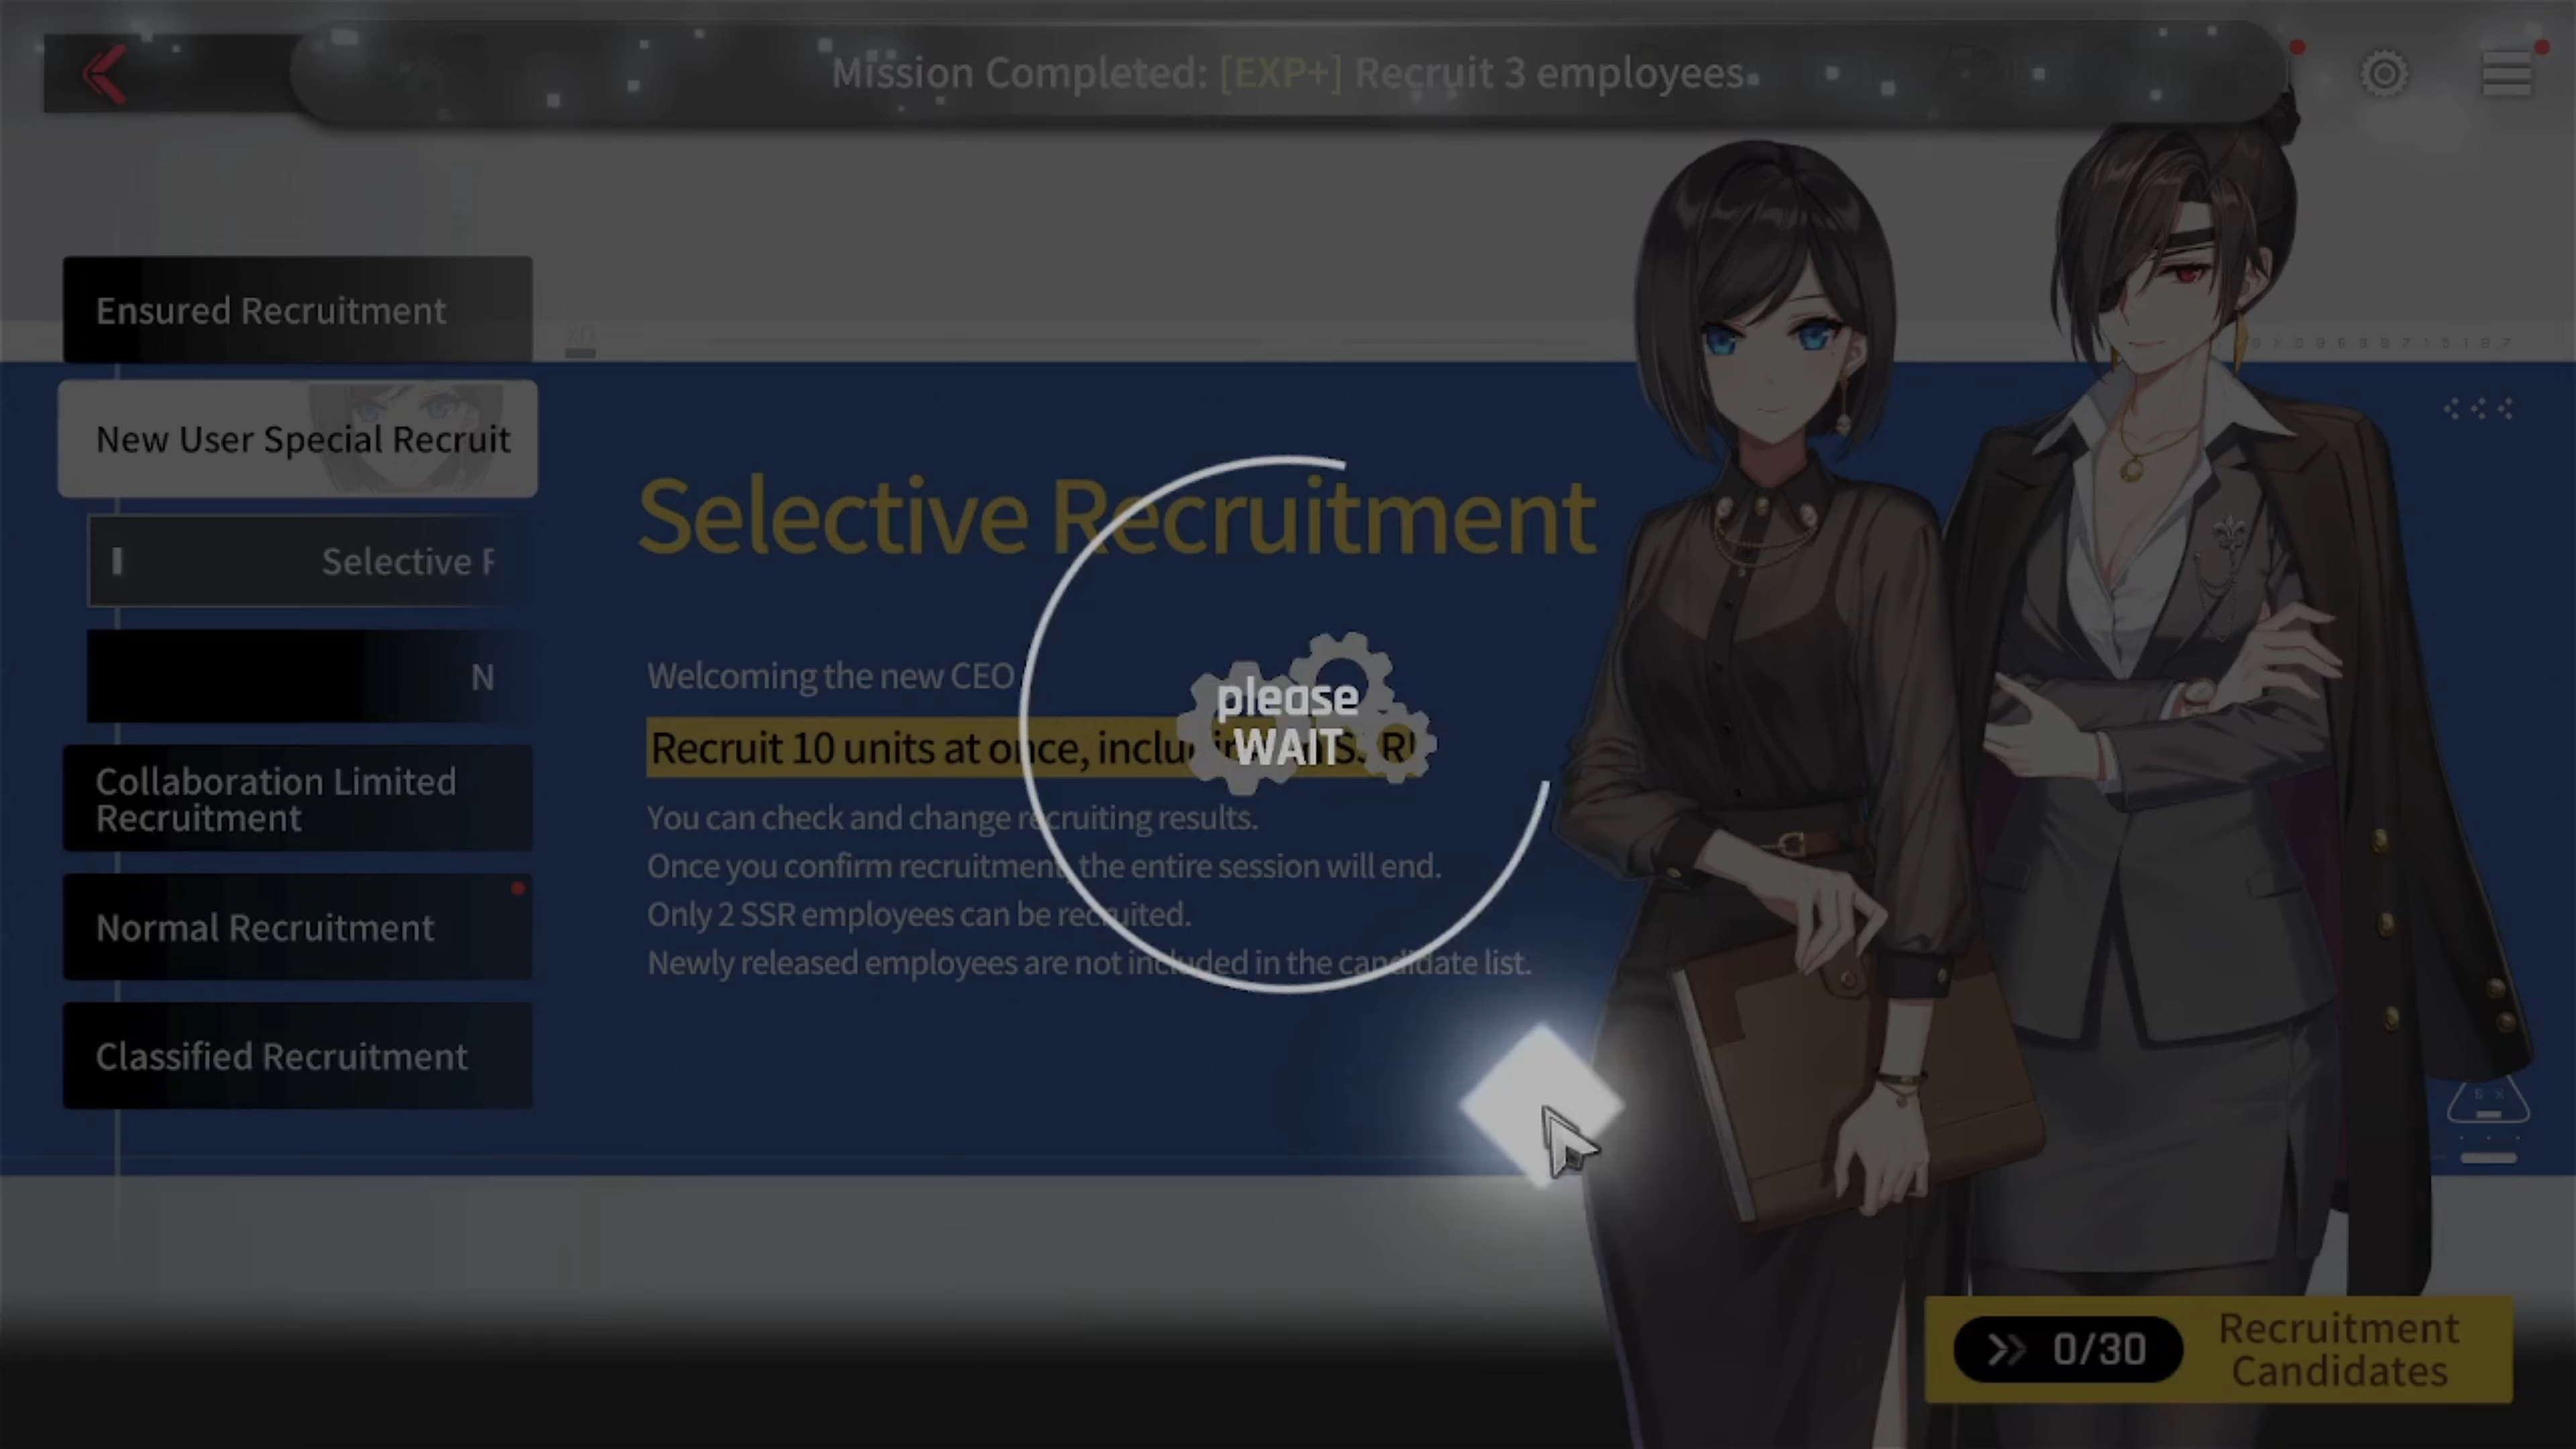 Mission Completed: [EXP+] Recruit 3 employees
Ensured Recruitment
New User Special Recruit
Selective
N
Collaboration Limited
Recruitment
Normal Recruitment
Classified Recruitment
Selective Recruitment
Welcoming the new CEO
Recruit 10 units at once,
You can check and change recruiting results.
Once you confirm recruitment, the entire session will end.
Only 2 SSR employees can be recruited.
Newly released employees are not included in the candidate list.
please
WAIT
0/30
Recruitment
Candidates